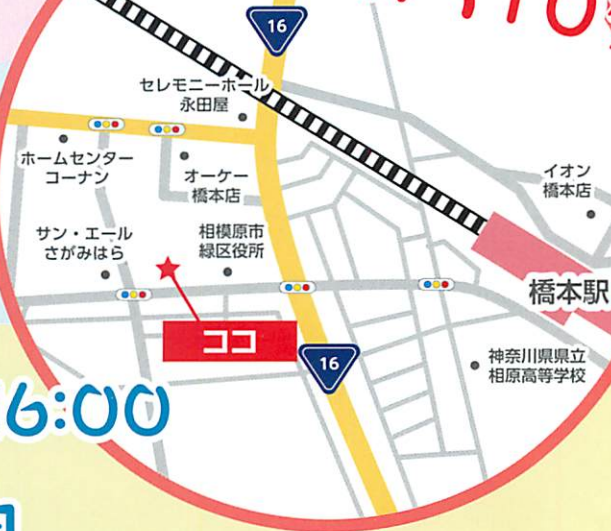 16
セレモニーホール
永田屋
ホームセンター
コーナン
オーケー
橋本店
イオン
橋本店
サン・エール
さがみはら
相模原市
緑区役所
橋本駅
ココ
16
神奈川県県立
相原高等学校
6:00